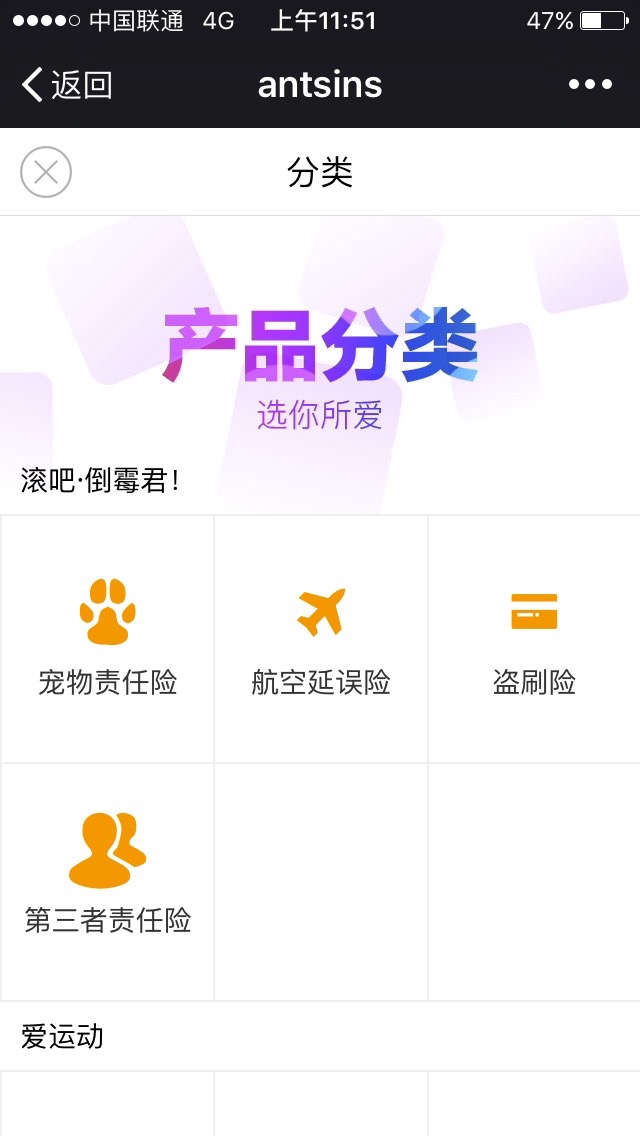 中国联通 4G 上午11:51 47%
返回 antsins
分类
产品分类
选你所爱
滚吧·倒霉君!
宠物责任险 航空延误险 盗刷险
第三者责任险
爱运动